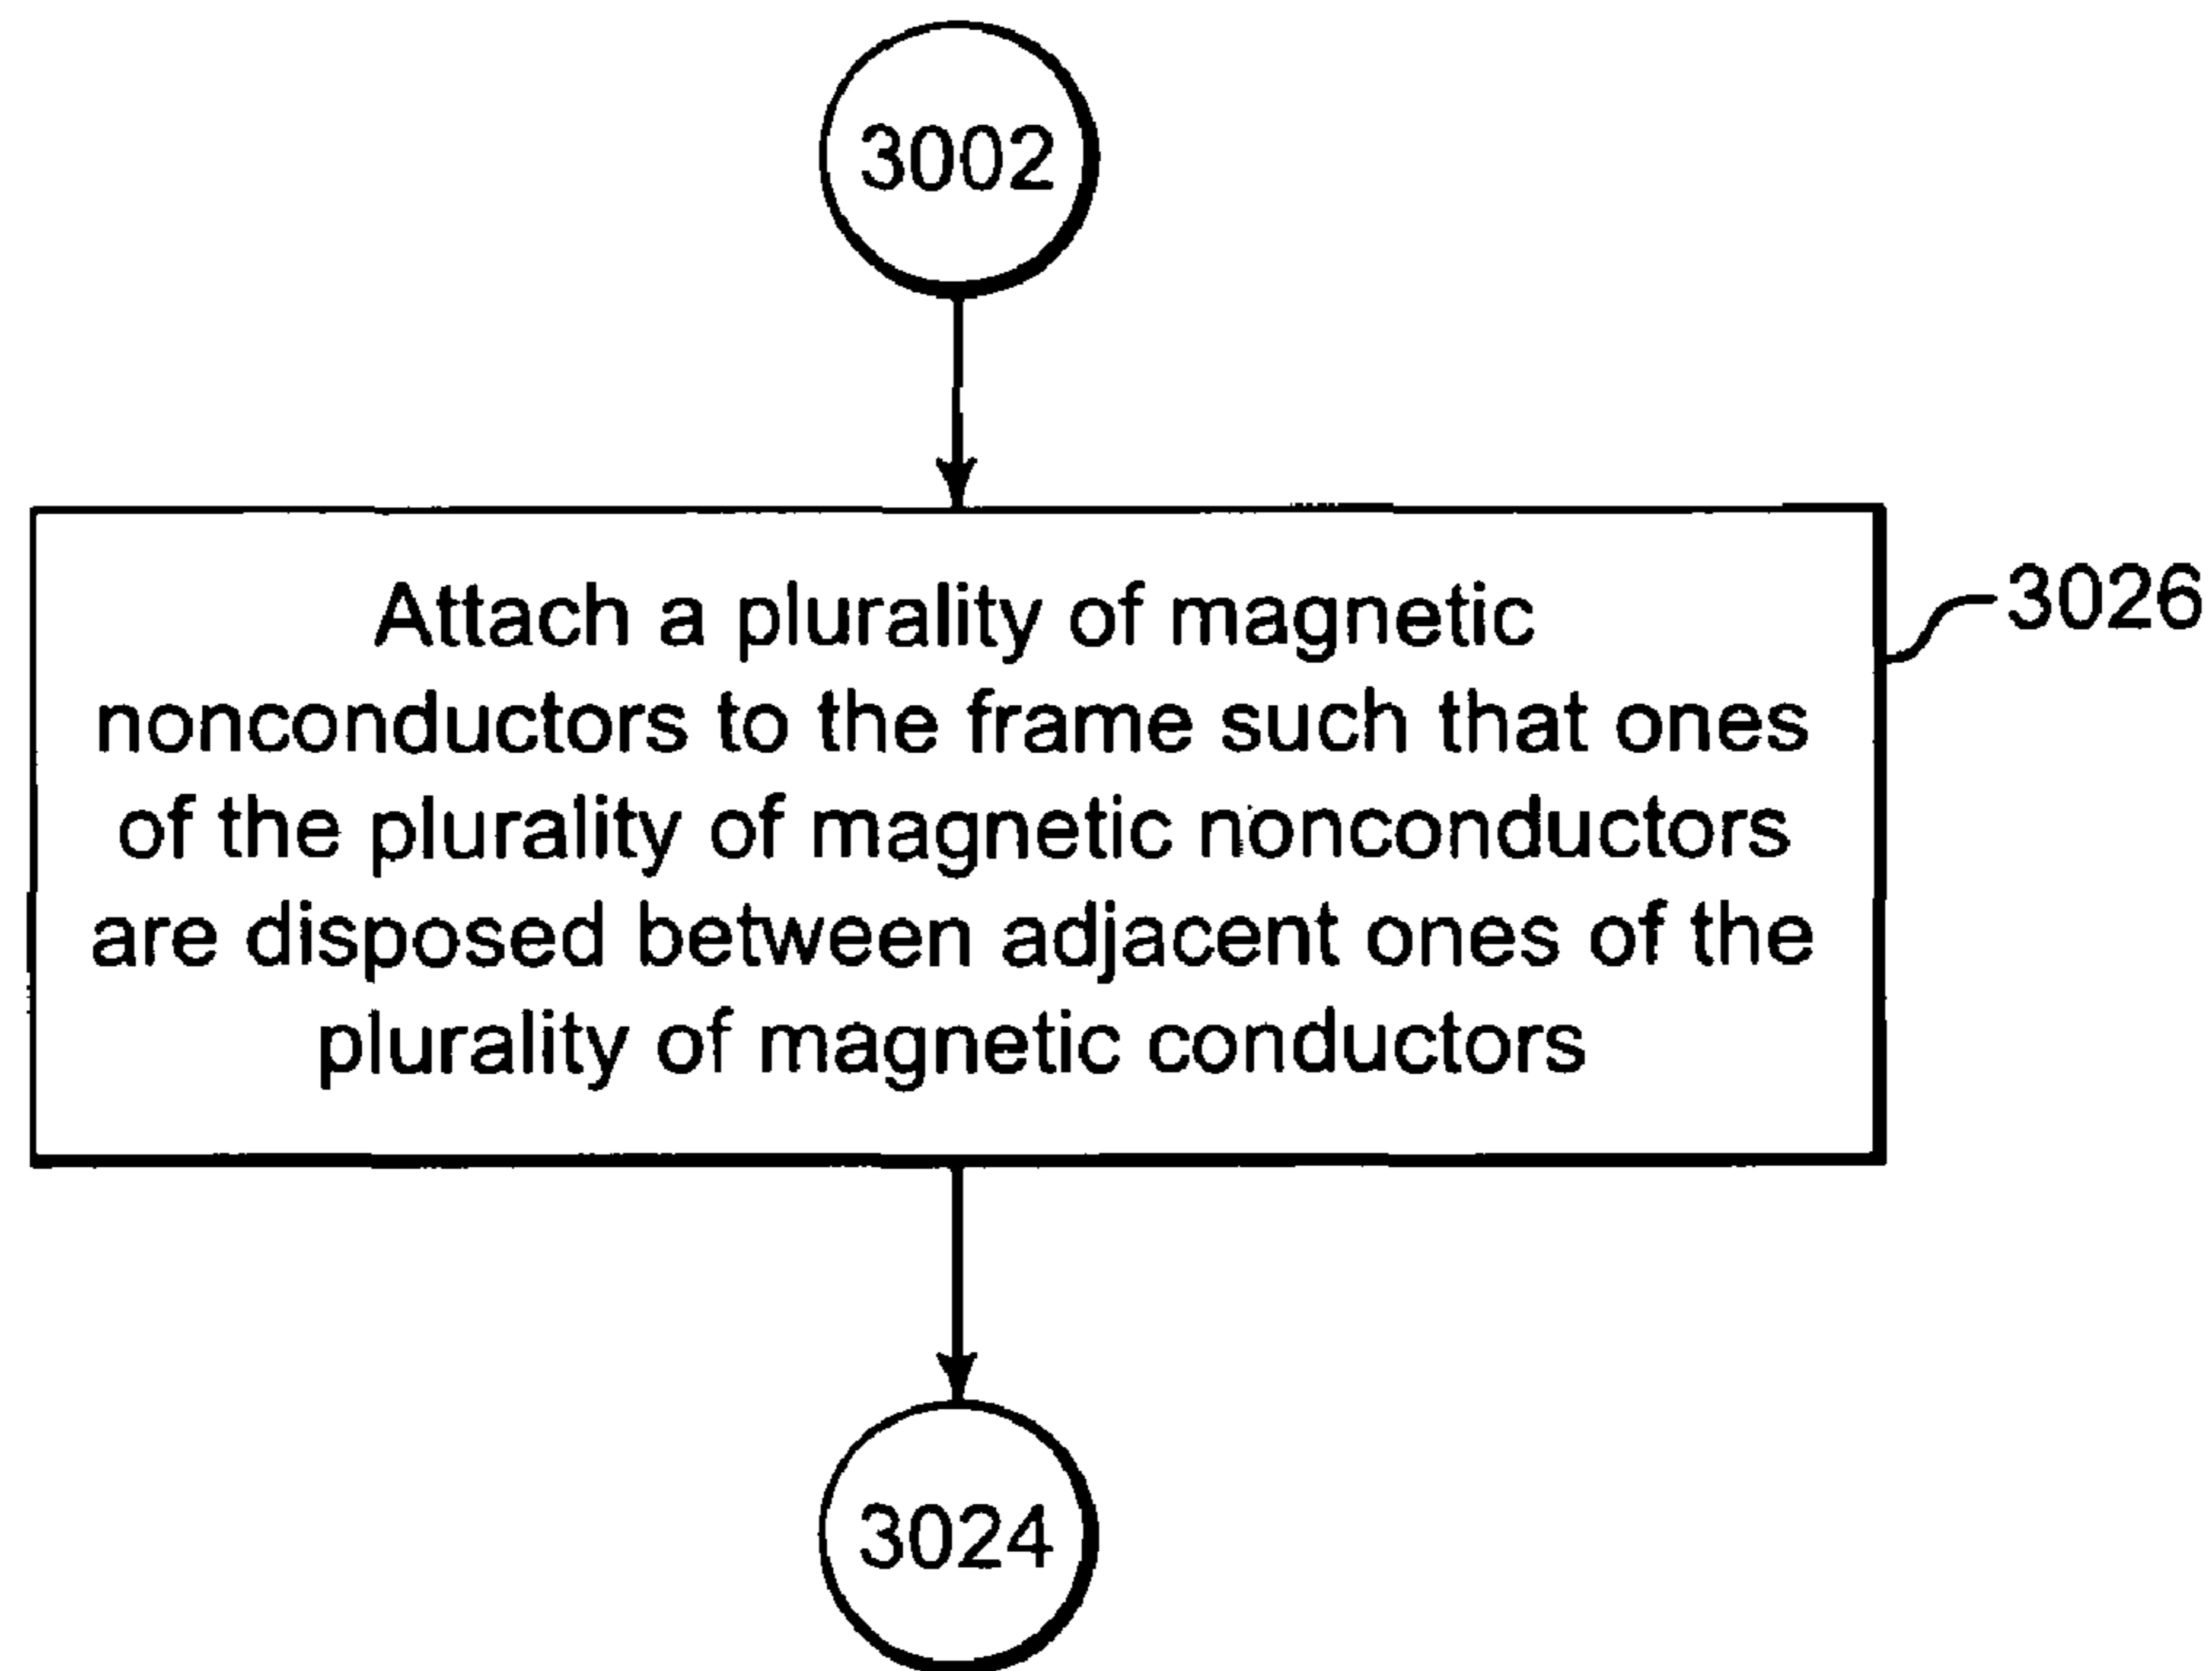 3002
Attach a plurality of magnetic
nonconductors to the frame such that ones
of the plurality of magnetic nonconductors
are disposed between adjacent ones of the
plurality of magnetic conductors
3026
3024